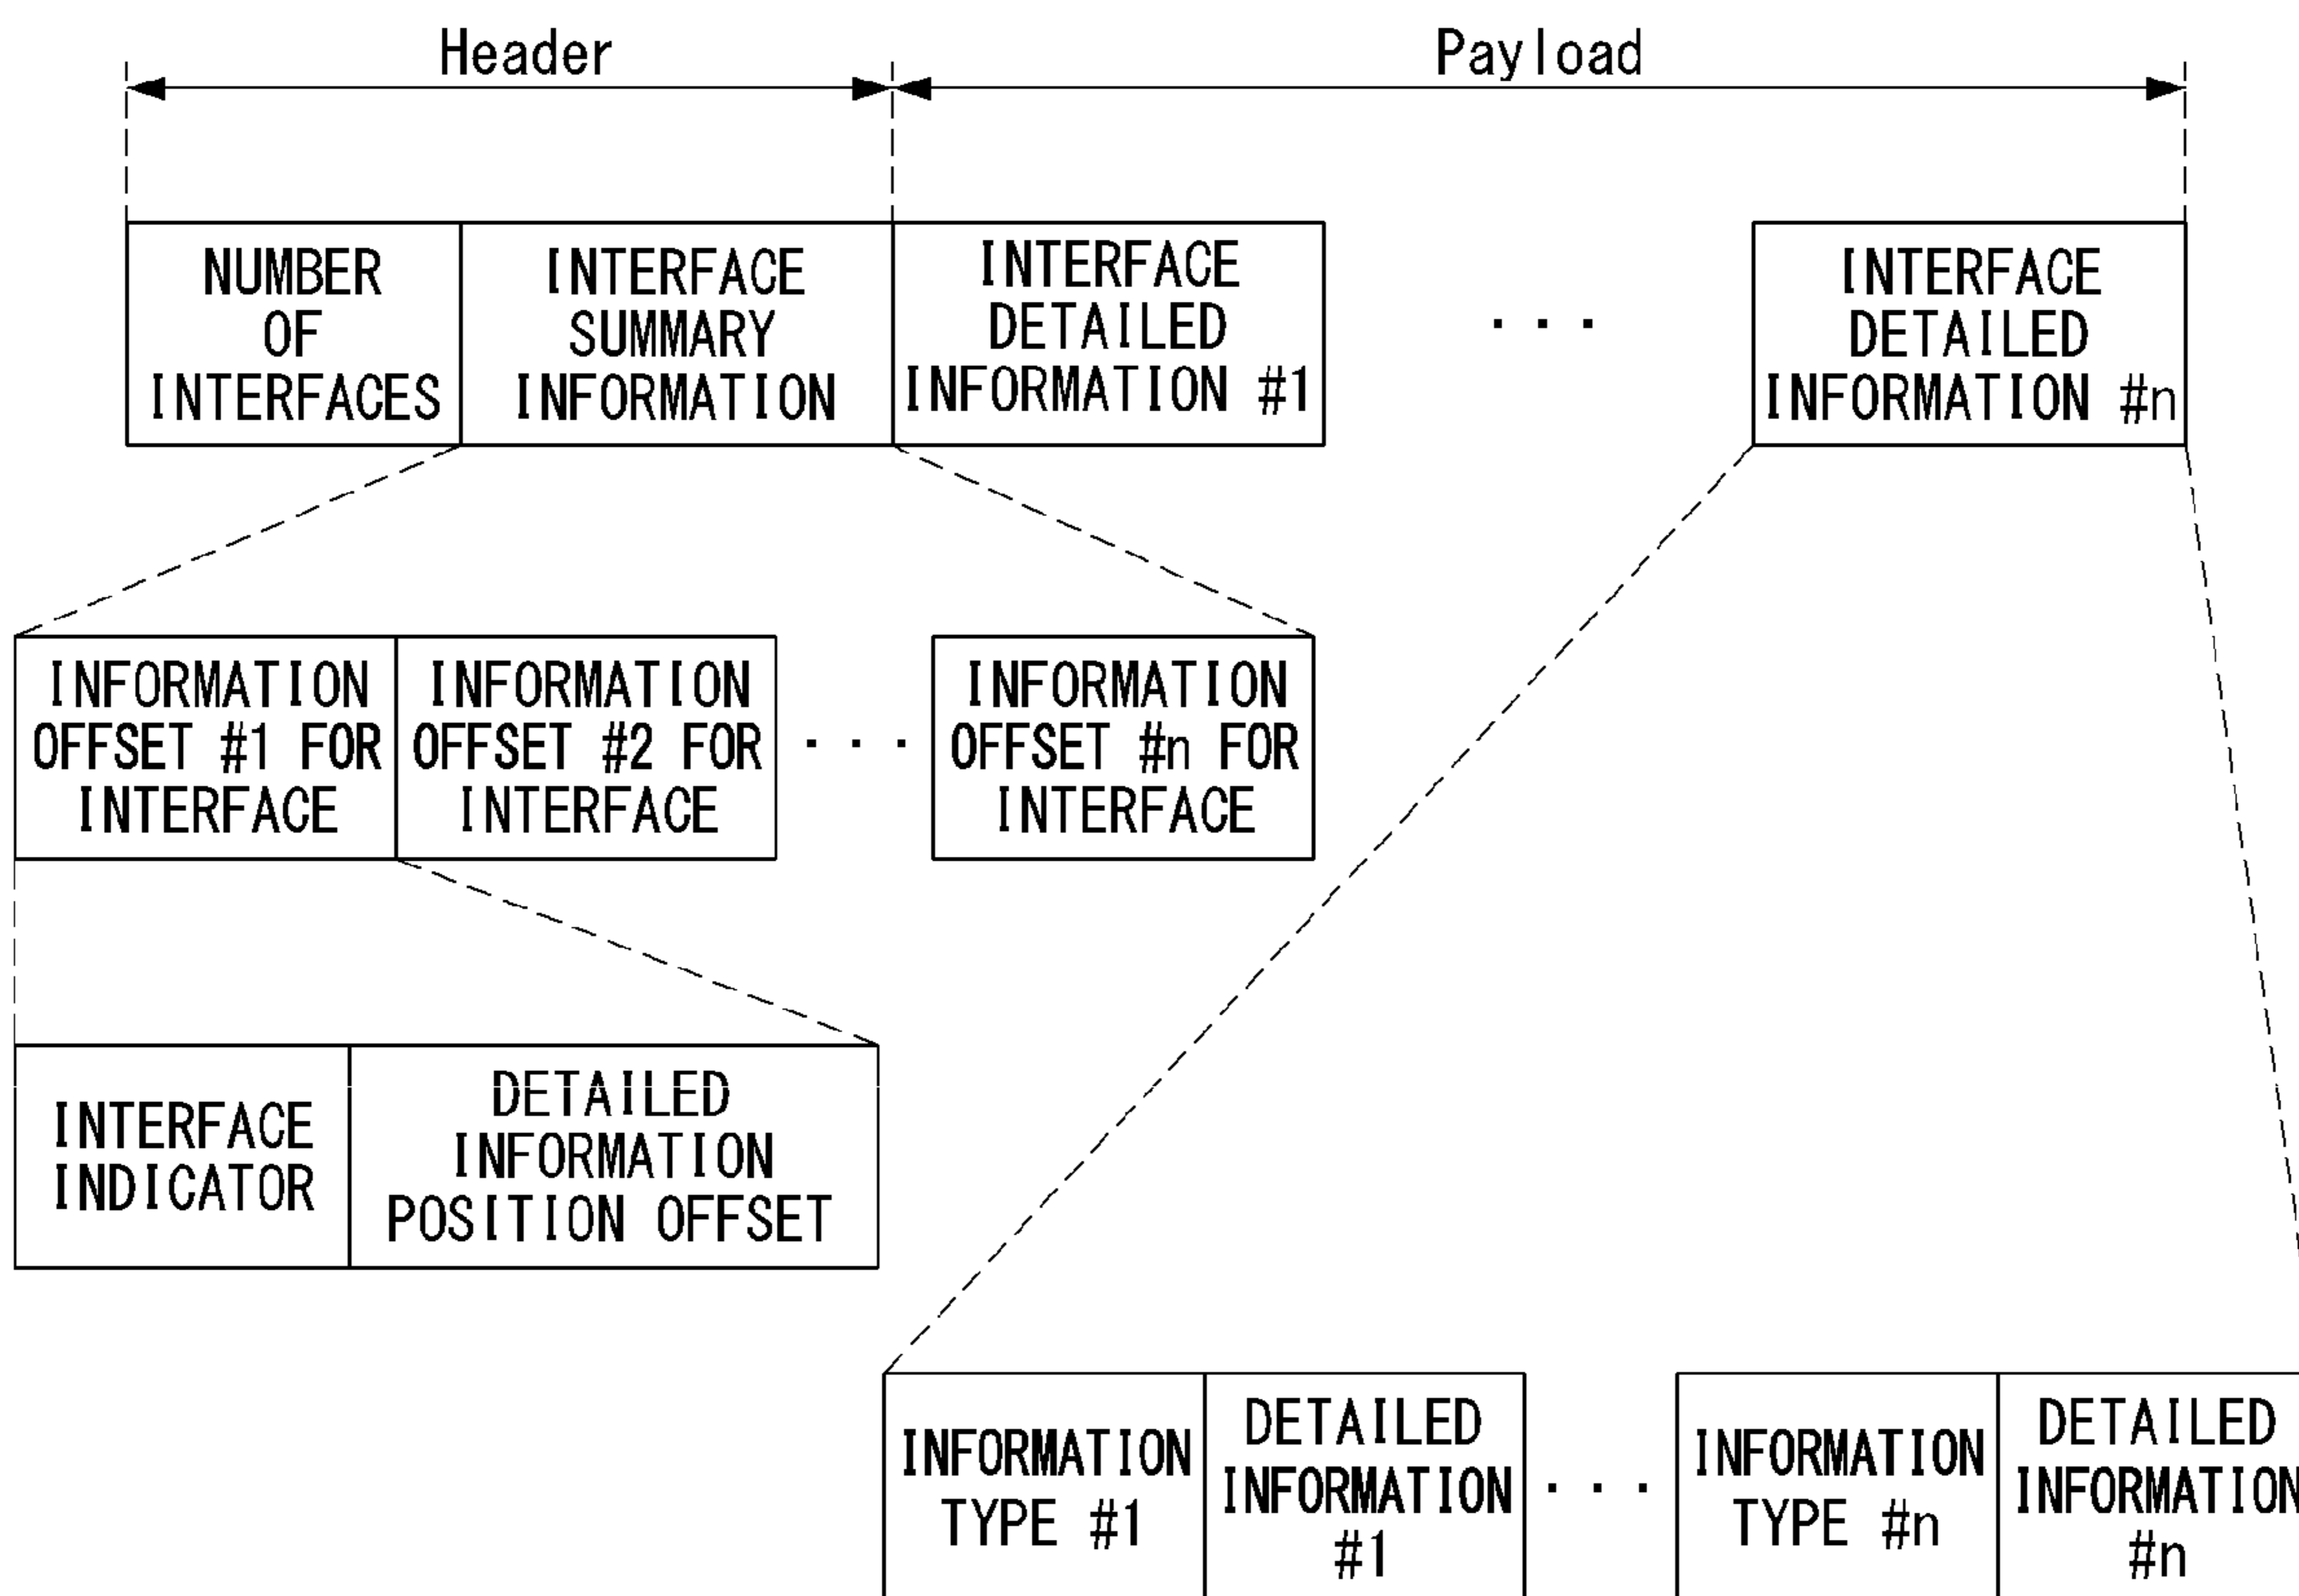 Header
Payload
NUMBER
OF
INTERFACES
INTERFACE
SUMMARY
INFORMATION
INTERFACE
DETAILED
INFORMATION #1
. . .
INTERFACE
DETAILED
INFORMATION #n
INFORMATION
OFFSET #1 FOR
INTERFACE
INFORMATION
OFFSET #2 FOR
INTERFACE
. . .
INFORMATION
OFFSET #n FOR
INTERFACE
INTERFACE
INDICATOR
DETAILED
INFORMATION
POSITION OFFSET
INFORMATION
TYPE #1
DETAILED
INFORMATION
#1
. . .
INFORMATION
TYPE #n
DETAILED
INFORMATION
#n